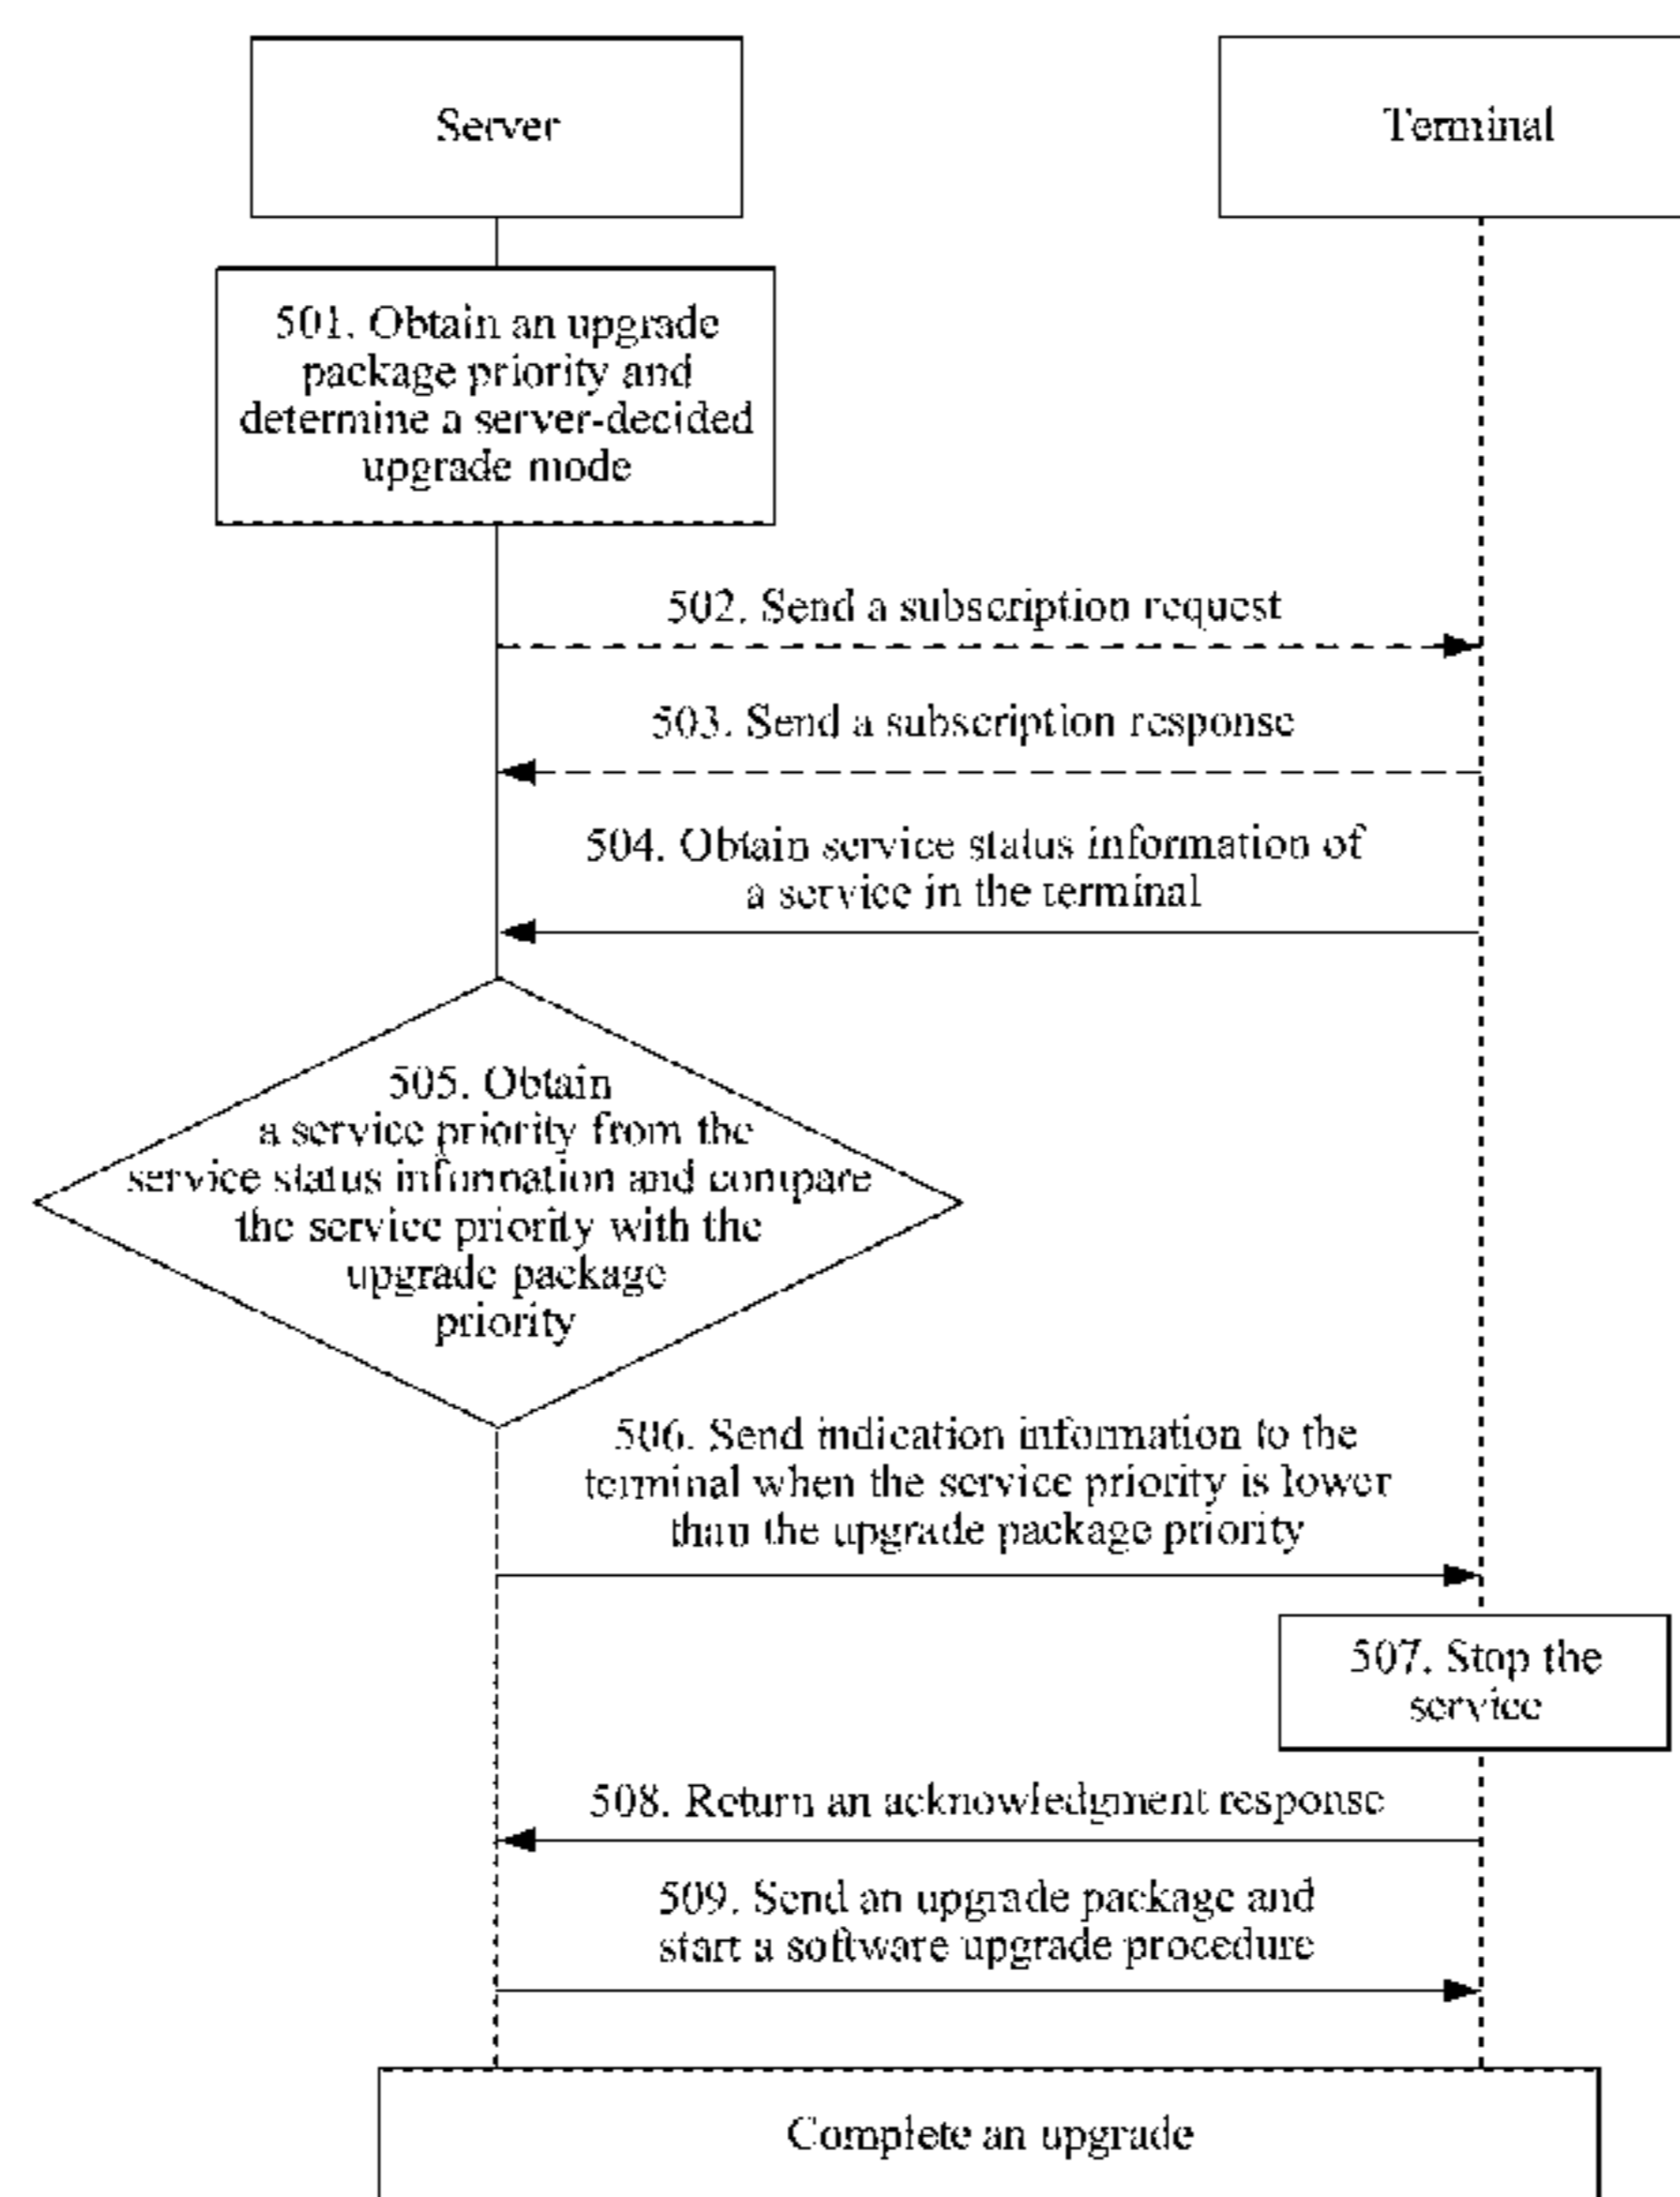 Server
Terminal
501. Obtain an upgrade
package priority and
determine a server-decided
upgrade mode
502. Send a subscription request
503. Send a subscription response
504. Obtain service status information of
a service in the terminal
505. Obtain
a service priority from the
service status information and compare
the service priority with the
upgrade package
priority
506. Send indication information to the
terminal when the service priority is lower
than the upgrade package priority
507. Stop the
service
508. Return an acknowledgment response
509. Send an upgrade package and
start a software upgrade procedure
Complete an upgrade